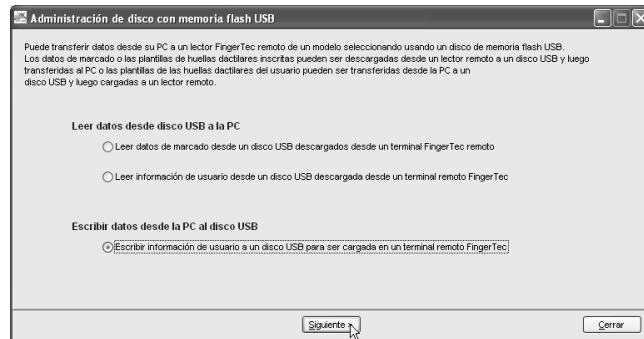 Administración de disco con memoria flash USB
Puede transferir datos desde su PC a un lector FingerTec remoto de un modelo seleccionando usando un disco de memoria flash USB.
Los datos de marcado o las plantillas de huellas dactilares inscritas pueden ser descargadas desde un lector remoto a un disco USB y luego
transferidas al PC o las plantillas de las huellas dactilares del usuario pueden ser transferidas desde la PC a un
disco USB y luego cargadas a un lector remoto.
Leer datos desde disco USB a la PC
Leer datos de marcado desde un disco USB descargados desde un terminal FingerTec remoto
Leer información de usuario desde un disco USB descargada desde un terminal remoto FingerTec
Escribir datos desde la PC al disco USB
Escribir información de usuario a un disco USB para ser cargada en un terminal remoto FingerTec
Siguiente >
Cerrar